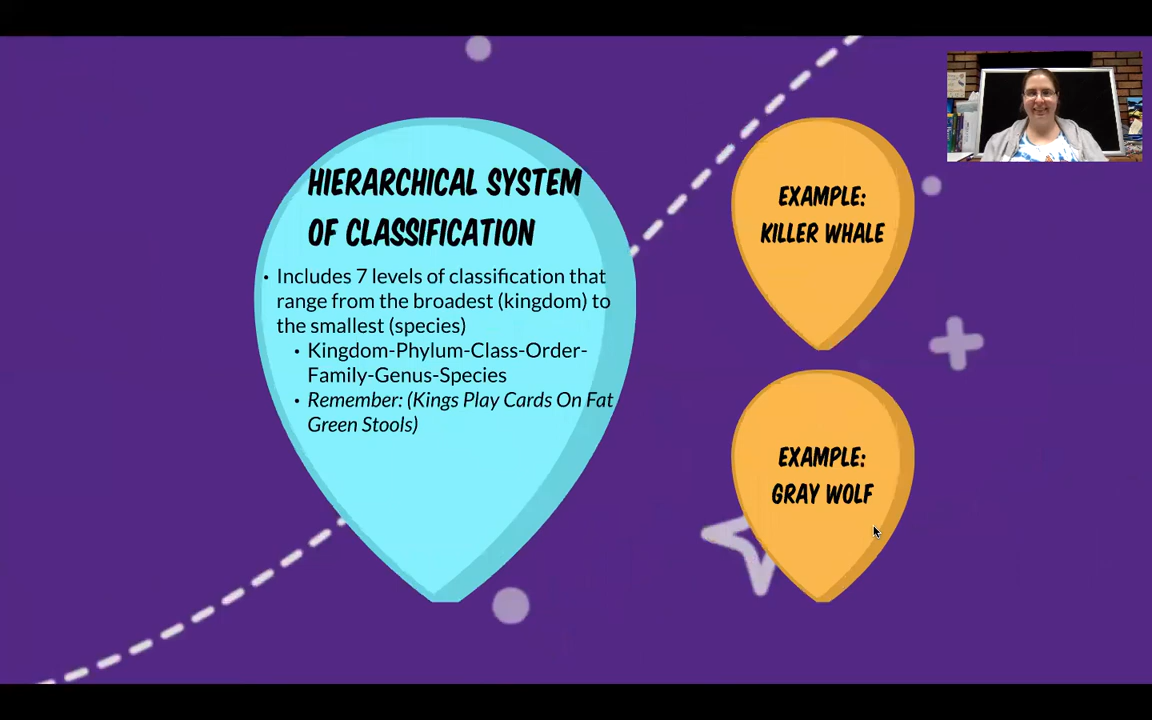 HIERARCHICAL SYSTEM
OF CLASSIFICATION
• Includes 7 levels of classification that
range from the broadest (kingdom) to
the smallest (species)
• Kingdom-Phylum-Class-Order-
Family-Genus-Species
• Remember: (Kings Play Cards On Fat
Green Stools)
EXAMPLE:
KILLER WHALE
EXAMPLE:
GRAY WOLF